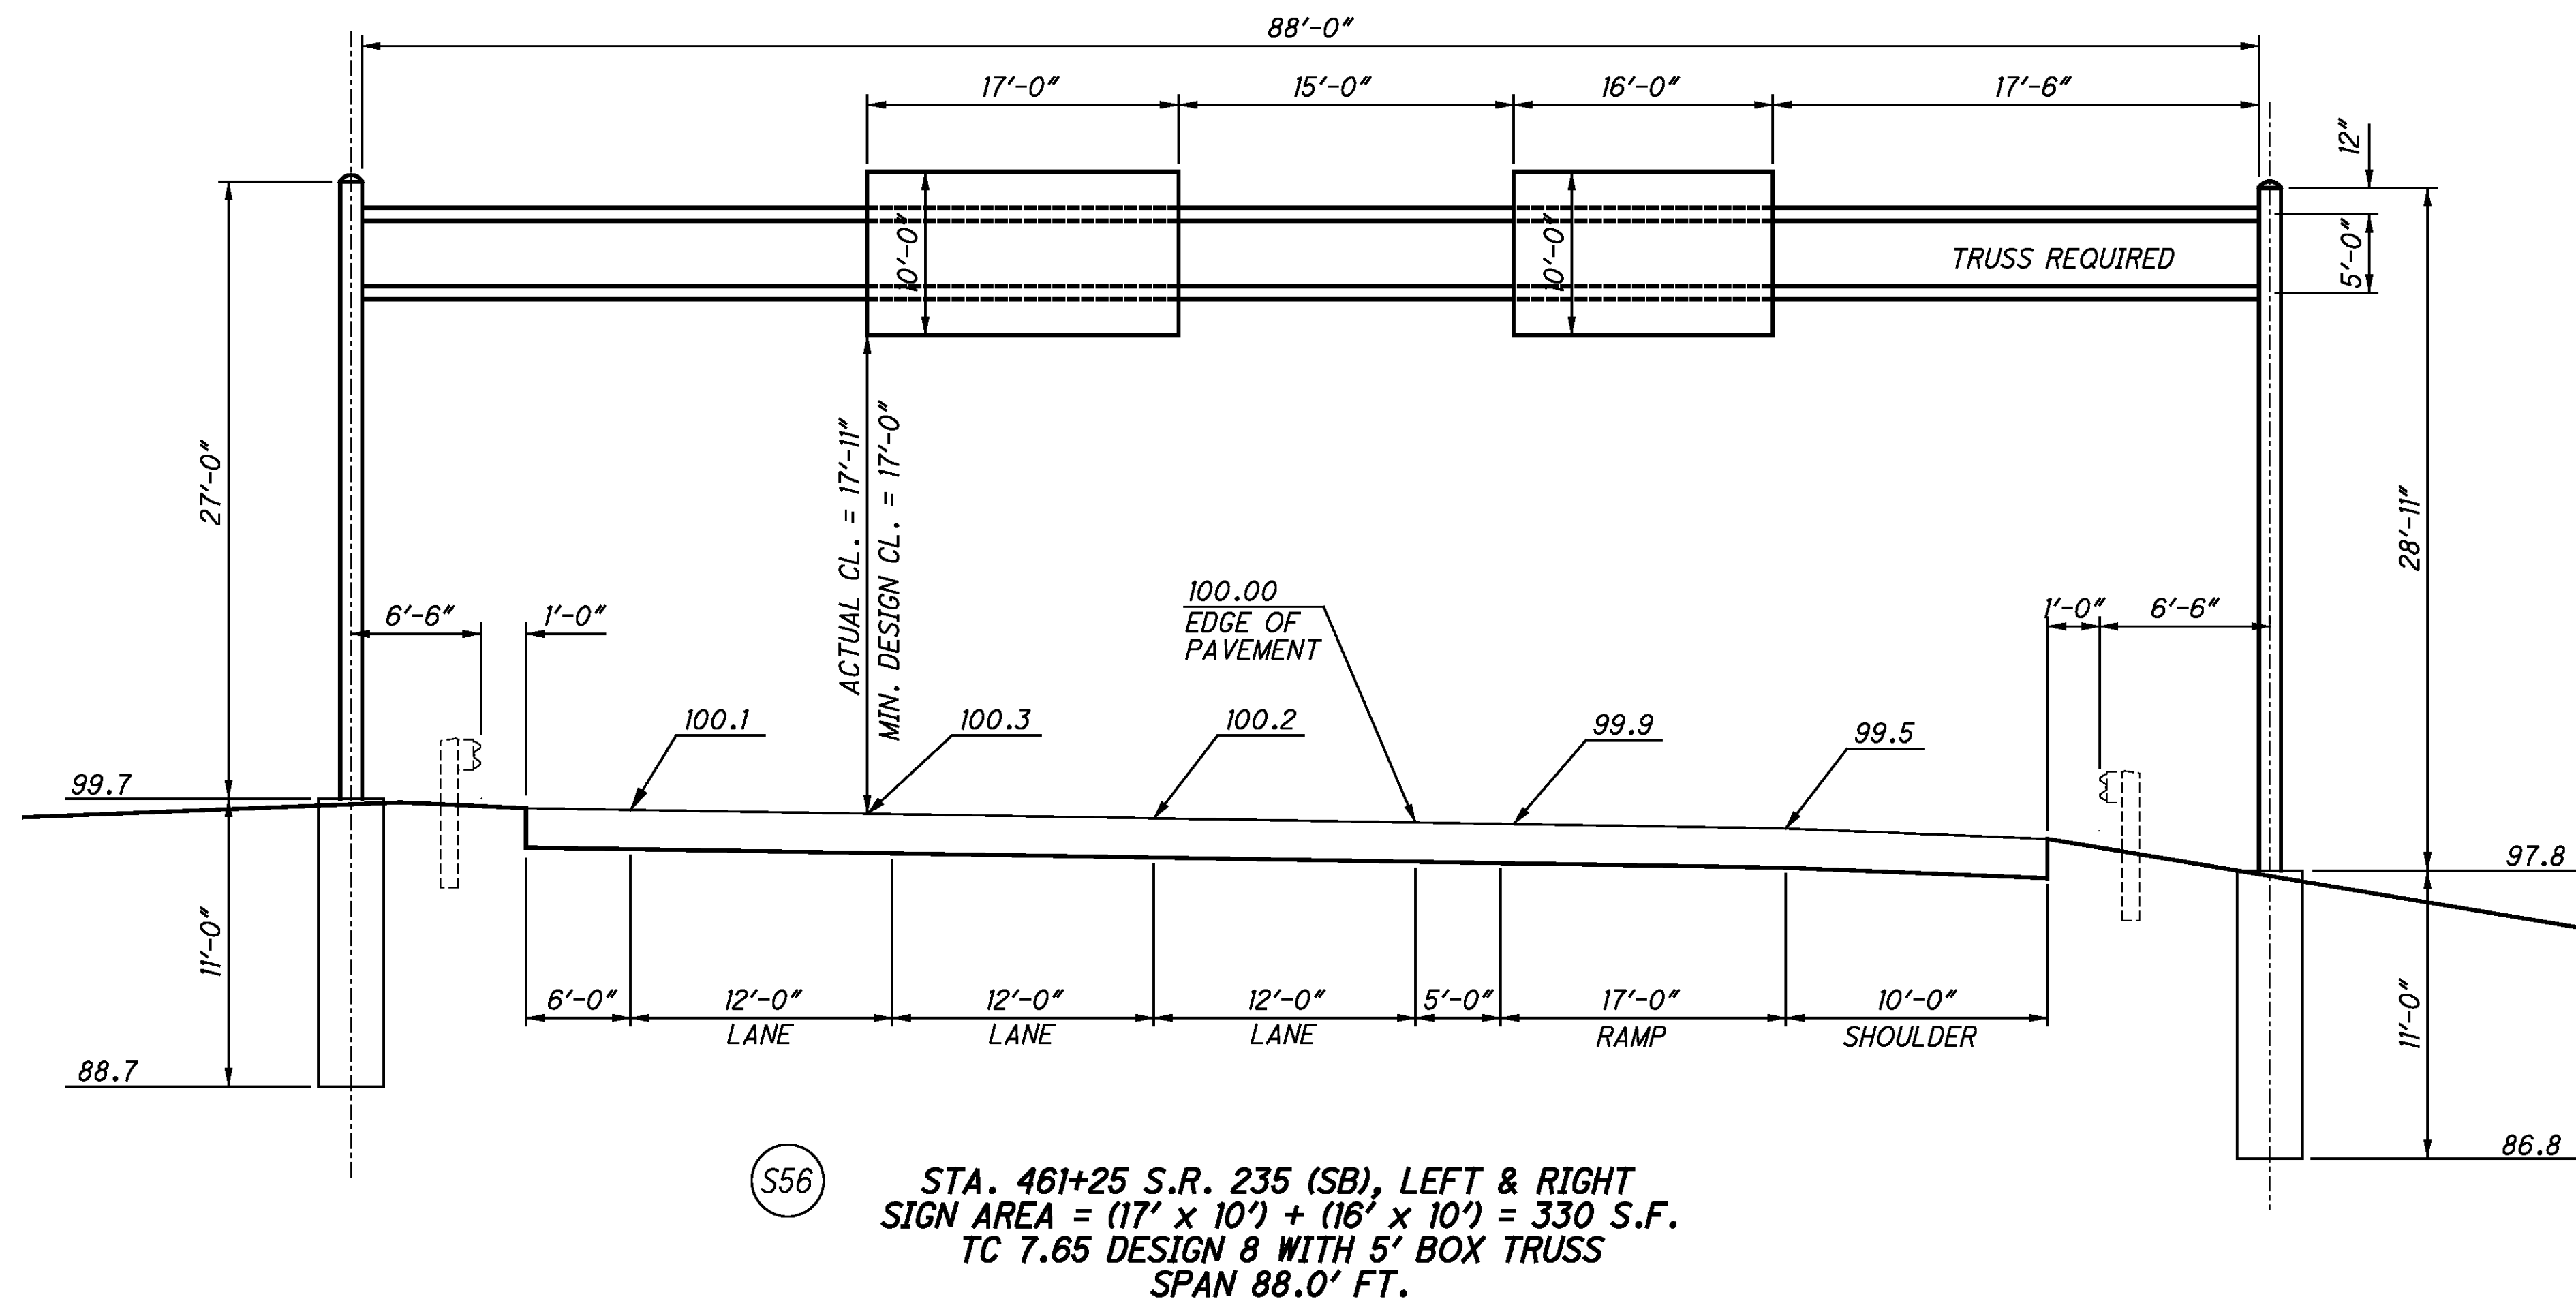 88'-0"
17'-0"
15'-0"
16'-0"
17'-6"
12"
10'-0"
10'-0"
TRUSS REQUIRED
5'-0"
27'-0"
ACTUAL CL. = 17'-11"
MIN. DESIGN CL. = 17'-0"
28'-11"
6'-6"
1'-0"
100.00
EDGE OF
PAVEMENT
1'-0"
6'-6"
100.1
100.3
100.2
99.9
99.5
99.7
97.8
11'-0"
6'-0"
12'-0"
LANE
12'-0"
LANE
12'-0"
LANE
5'-0"
17'-0"
RAMP
10'-0"
SHOULDER
11'-0"
88.7
86.8
S56
STA. 461+25 S.R. 235 (SB), LEFT & RIGHT
SIGN AREA = (17' x 10') + (16' x 10') = 330 S.F.
TC 7.65 DESIGN 8 WITH 5' BOX TRUSS
SPAN 88.0' FT.